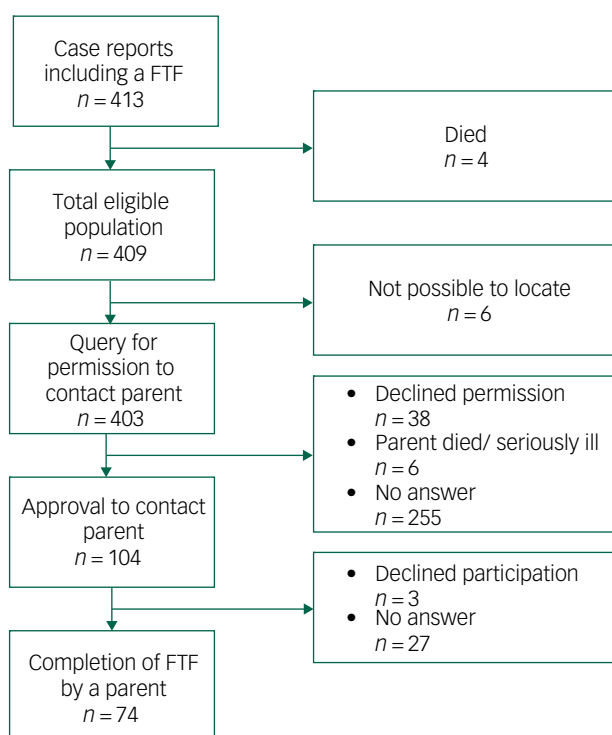 Case reports
including a FTF
n = 413
Died
n = 4
Total eligible
population
n = 409
Not possible to locate
n = 6
Query for
permission to
contact parent
n = 403
• Declined permission
n = 38
• Parent died/ seriously ill
n = 6
• No answer
n = 255
Approval to contact
parent
n = 104
• Declined participation
n = 3
• No answer
n = 27
Completion of FTF
by a parent
n = 74